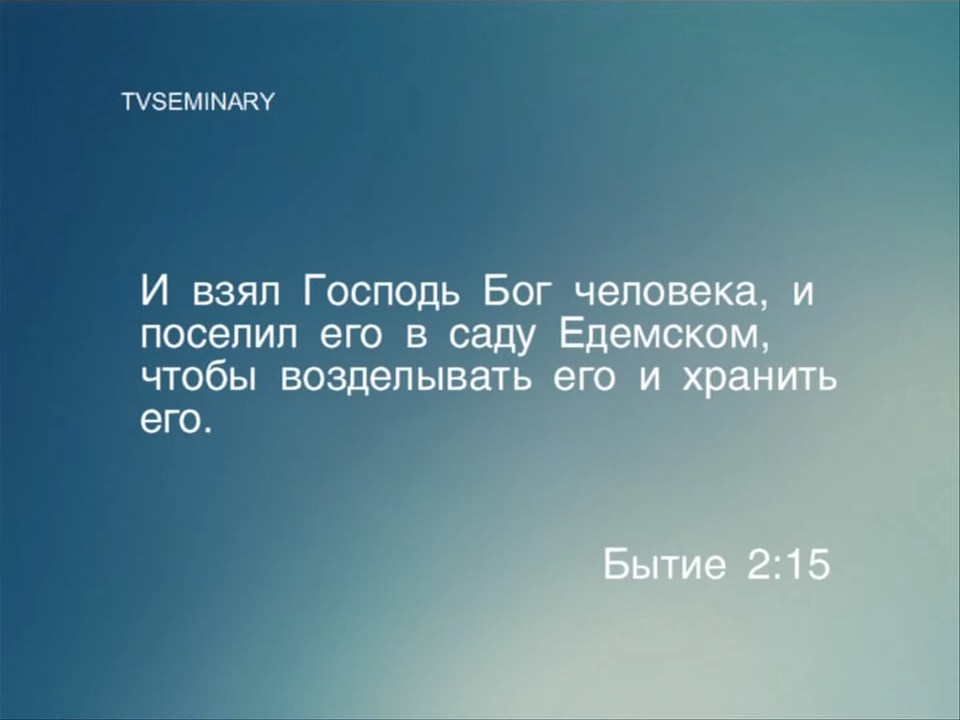 TVSEMINARY
И взял Господь Бог человека, и
поселил его в саду Едемском,
чтобы возделывать его и хранить
его.
Бытие 2:15